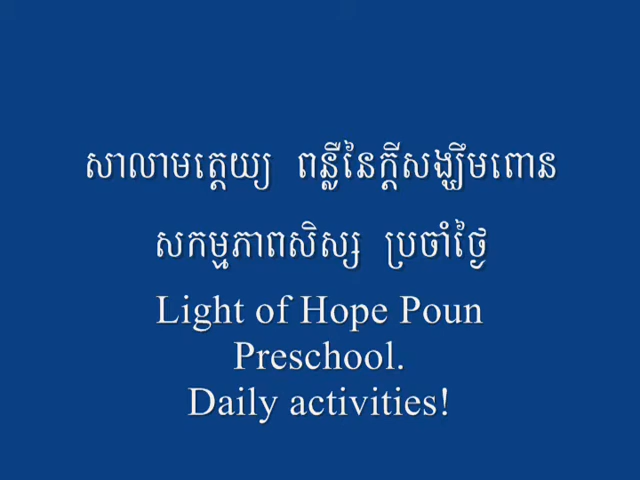 សាលាមត្តេយ្យ ពន្លឺនៃក្តីសង្ឃឹមពោន
សកម្មភាពសិស្ស ប្រចាំថ្ងៃ
Light of Hope Poun
Preschool.
Daily activities!